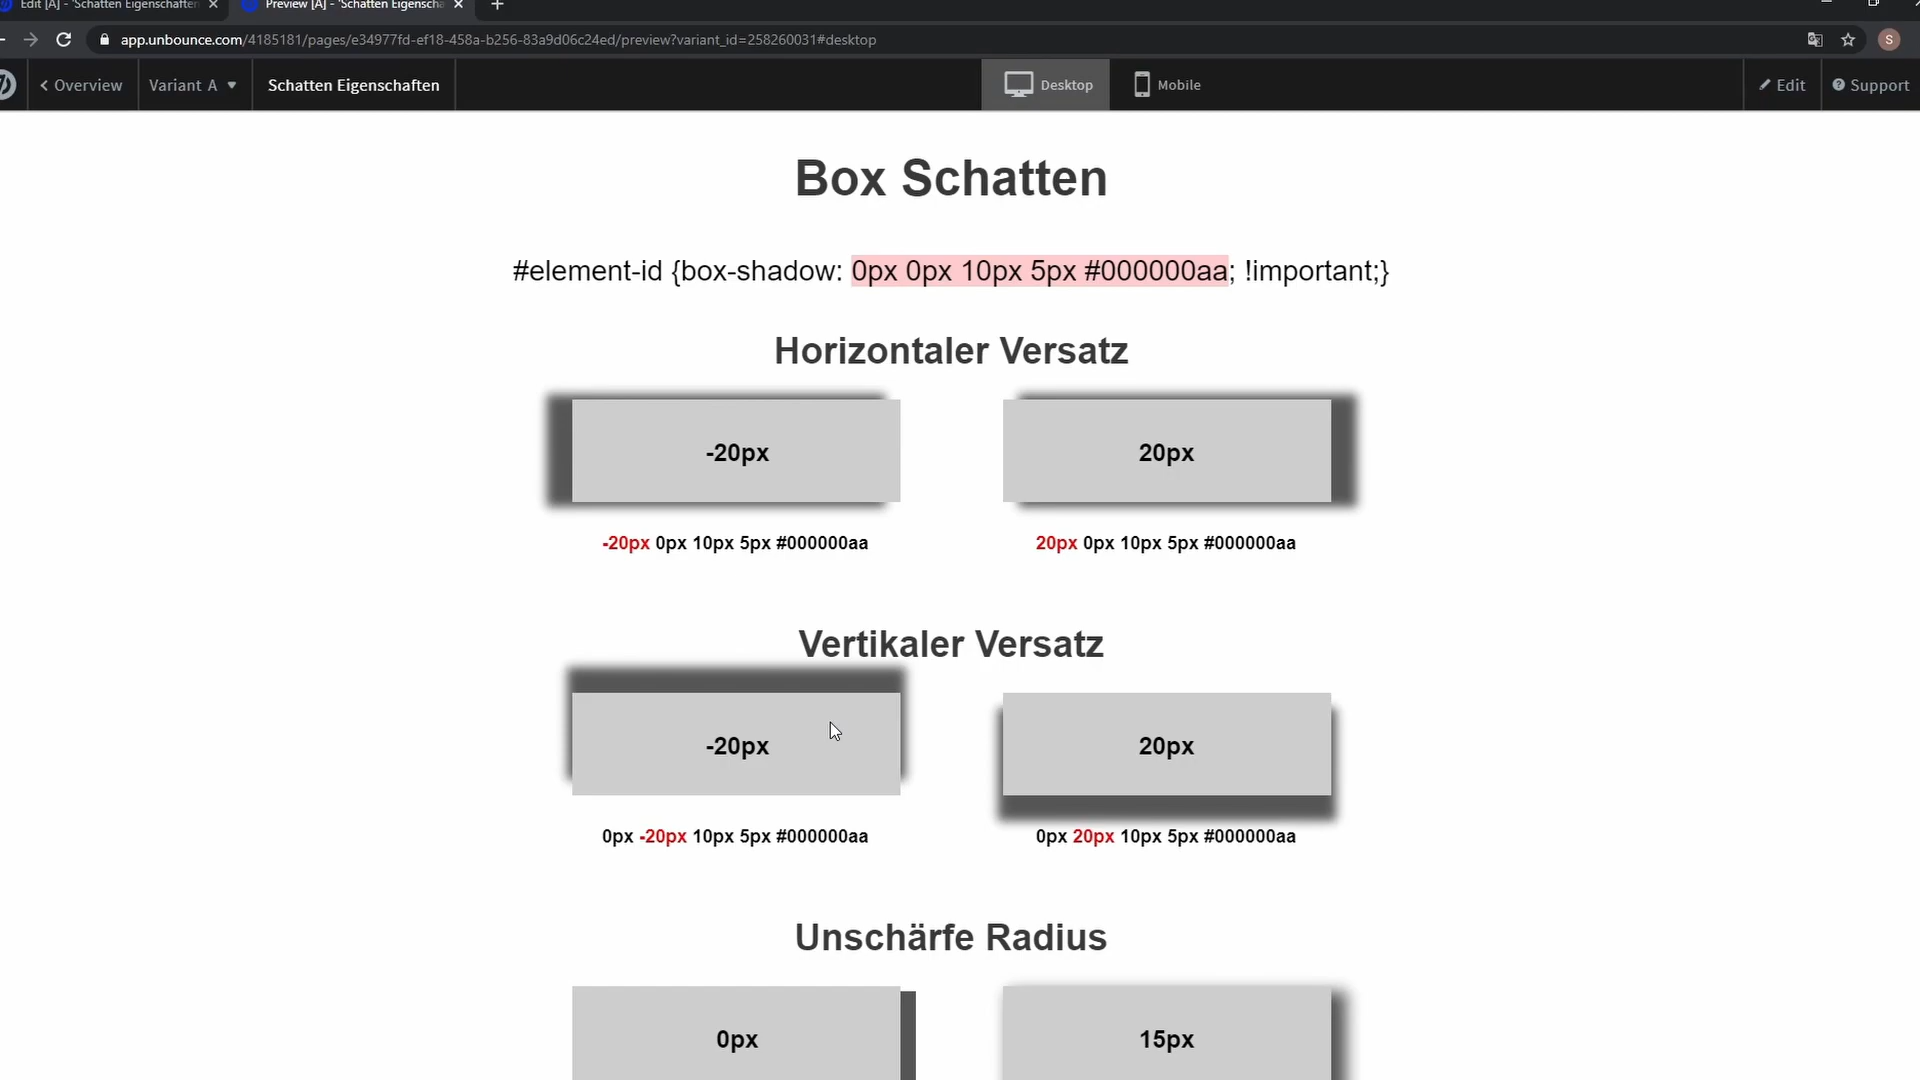 Edit [A] - 'Schatten Eigenschaften
Preview [A] - 'Schatten Eigenscha
app.unbounce.com/4185181/pages/e34977fd-ef18-458a-b256-83a9d06c24ed/preview?variant_id=258260031#desktop
S
Overview
Variant A
Schatten Eigenschaften
Desktop
Mobile
Edit
Support
Box Schatten
#element-id {box-shadow: 0px 0px 10px 5px #000000aa; !important;}
Horizontaler Versatz
-20px
20px
-20px 0px 10px 5px #000000aa
20px 0px 10px 5px #000000aa
Vertikaler Versatz
-20px
20px
0px -20px 10px 5px #000000aa
0px 20px 10px 5px #000000aa
Unschärfe Radius
0px
15px